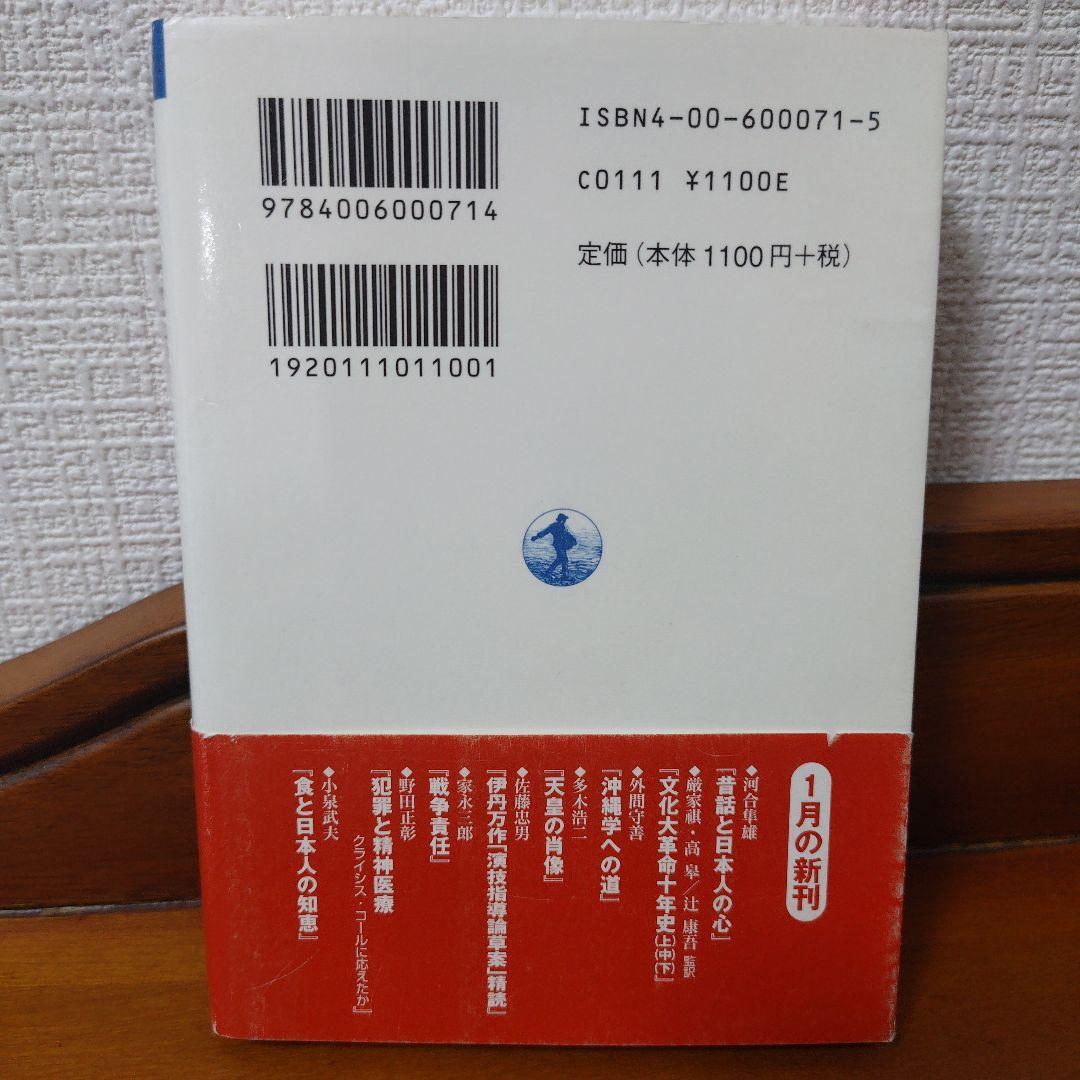 9784006000714
1920111011001
ISBN4-00-600071-5
C0111 ¥1100E
定価（本体1100円＋税）
1月の新刊
◆河合隼雄
『昔話と日本人の心』
◆厳家祺・高 皋／辻 康吾 監訳
『文化大革命十年史(上)(中)(下)』
◆外間守善
『沖縄学への道』
◆多木浩二
『天皇の肖像』
◆佐藤忠男
『伊丹万作「演技指導論草案」精読』
◆家永三郎
『戦争責任』
◆野田正彰
『犯罪と精神医療
クライシス・コールに応えたか』
◆小泉武夫
『食と日本人の知恵』